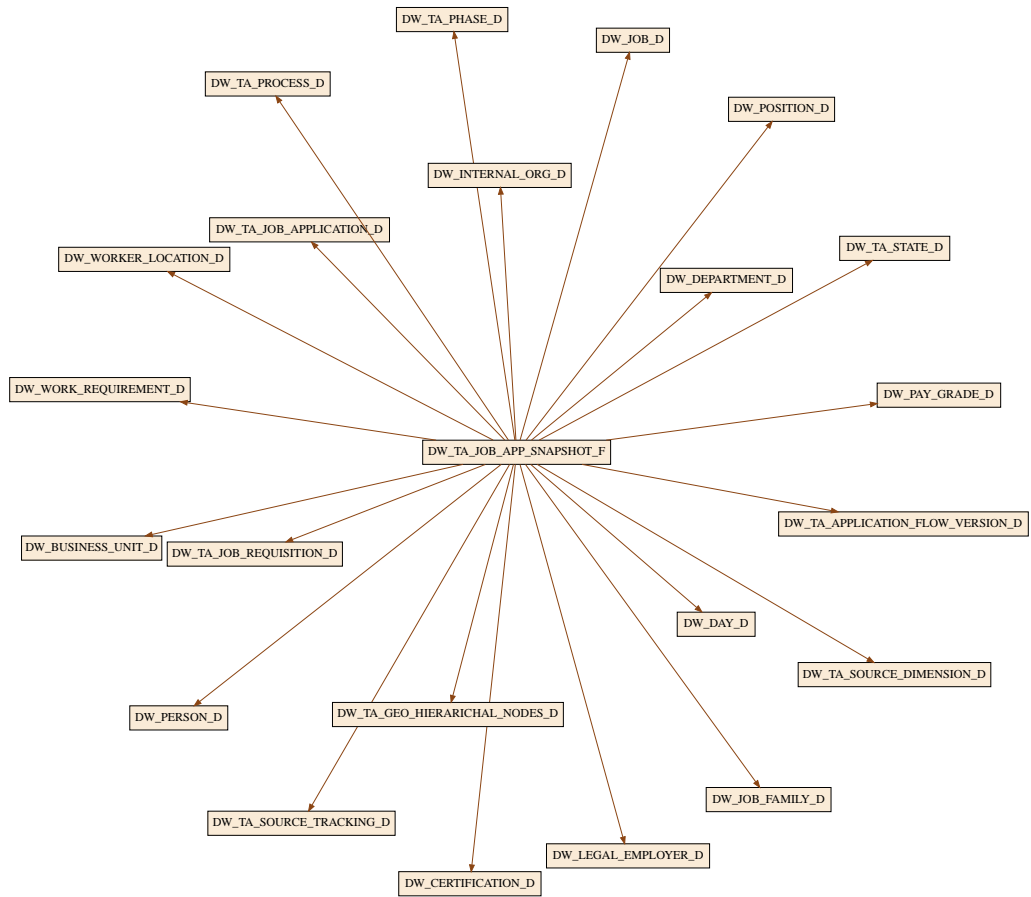 DW_TA_PHASE_D
DW_JOB_D
DW_TA_PROCESS_D
DW_POSITION_D
DW_INTERNAL_ORG_D
DW_TA_JOB_APPLICATION_D
DW_WORKER_LOCATION_D
DW_TA_STATE_D
DW_DEPARTMENT_D
DW_WORK_REQUIREMENT_D
DW_PAY_GRADE_D
DW_TA_JOB_APP_SNAPSHOT_F
DW_TA_APPLICATION_FLOW_VERSION_D
DW_BUSINESS_UNIT_D
DW_TA_JOB_REQUISITION_D
DW_DAY_D
DW_TA_SOURCE_DIMENSION_D
DW_PERSON_D
DW_TA_GEO_HIERARICHAL_NODES_D
DW_JOB_FAMILY_D
DW_TA_SOURCE_TRACKING_D
DW_LEGAL_EMPLOYER_D
DW_CERTIFICATION_D